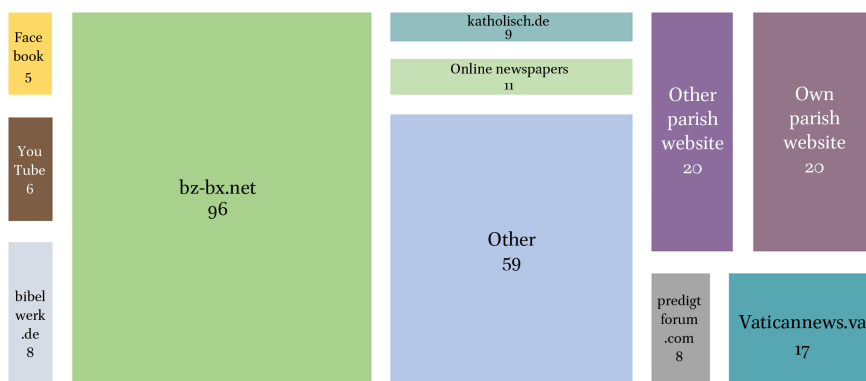 Face
book
5
You
Tube
6
bibel
werk
.de
8
bz-bx.net
96
katholisch.de
9
Online newspapers
11
Other
59
Other
parish
website
20
Own
parish
website
20
predigt
forum
.com
8
Vaticannews.va
17